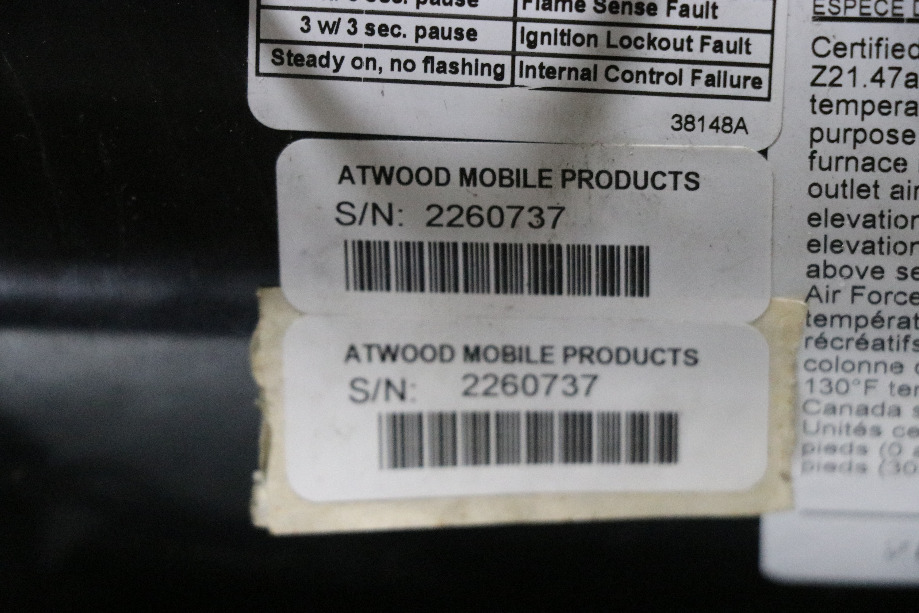 sec. pause
Flame Sense Fault
3 w/ 3 sec. pause
Ignition Lockout Fault
Steady on, no flashing
Internal Control Failure
38148A
ATWOOD MOBILE PRODUCTS
S/N: 2260737
ATWOOD MOBILE PRODUCTS
S/N: 2260737
ESPECE D
Certified
Z21.47a
tempera
purpose
furnace
outlet air
elevation
elevation
above se
Air Force
températ
récréatifs
colonne
130°F ter
Canada s
Unités ce
pieds (0
pieds (30